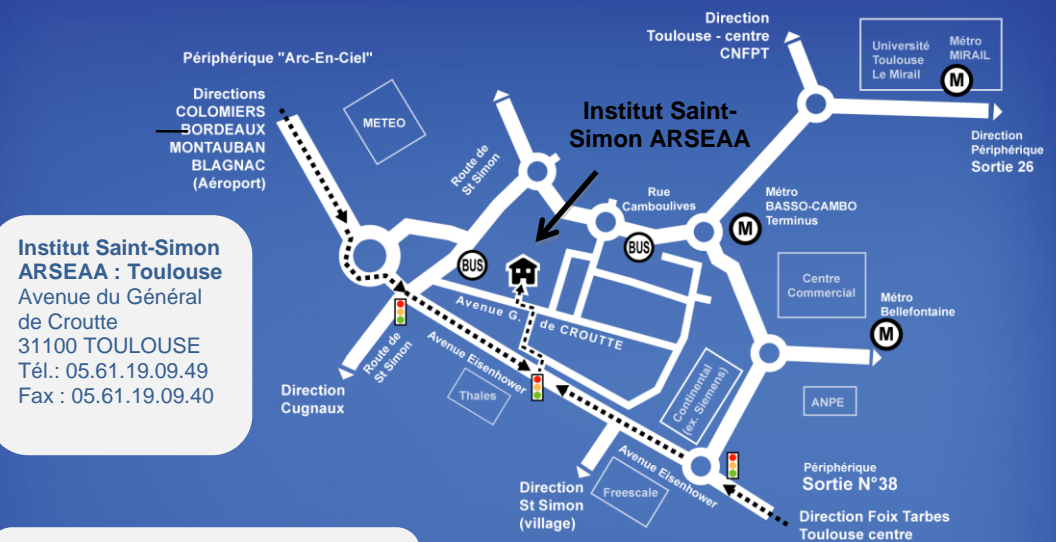 Direction
Toulouse - centre
CNFPT
Université
Toulouse
Le Mirail
Métro
MIRAIL
M
Périphérique "Arc-En-Ciel"
Directions
COLOMIERS
BORDEAUX
MONTAUBAN
BLAGNAC
(Aéroport)
METEO
Institut Saint-
Simon ARSEAA
Direction
Périphérique
Sortie 26
Route de
St Simon
Rue
Camboulives
Métro
BASSO-CAMBO
Terminus
M
BUS
BUS
Institut Saint-Simon
ARSEAA : Toulouse
Avenue du Général
de Croutte
31100 TOULOUSE
Tél.: 05.61.19.09.49
Fax : 05.61.19.09.40
Centre
Commercial
Métro
Bellefontaine
M
Avenue G. de CROUTTE
Route de
St Simon
Avenue Eisenhower
Thales
Direction
Cugnaux
Continental
(ex. Siemens)
ANPE
Avenue Eisenhower
Périphérique
Sortie N°38
Direction
St Simon
(village)
Freescale
Direction Foix Tarbes
Toulouse centre